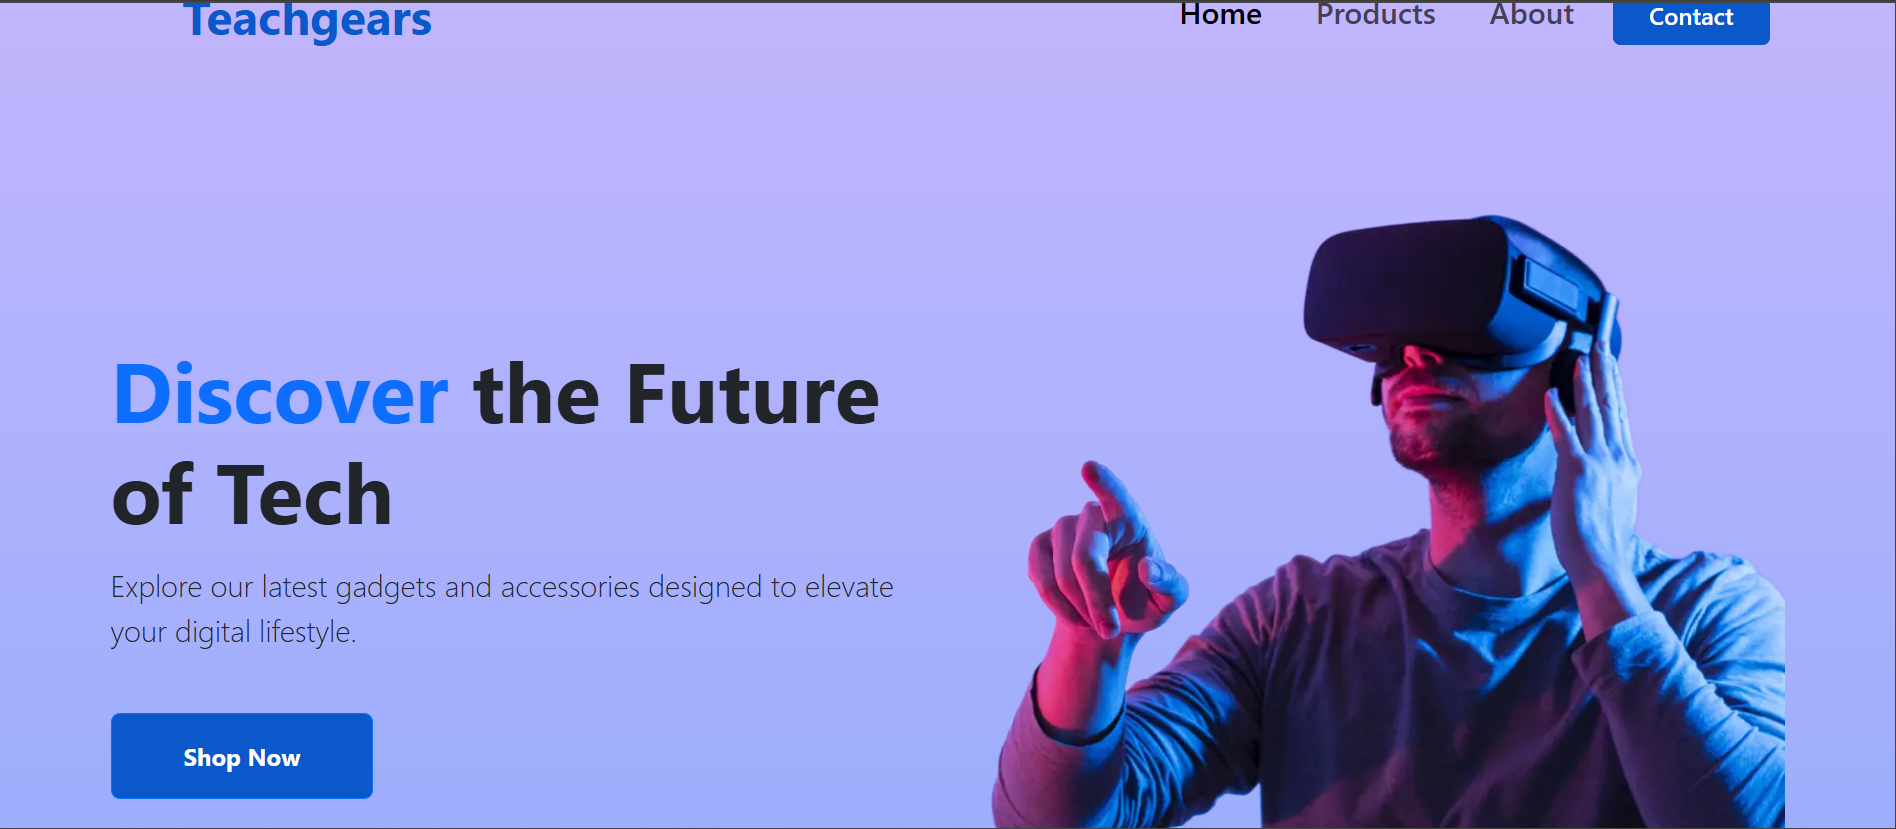 Teachgears
Home Products About Contact
Discover the Future
of Tech
Explore our latest gadgets and accessories designed to elevate
your digital lifestyle.
Shop Now